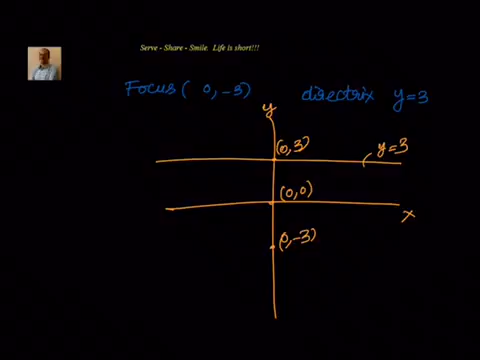 Serve - Share - Smile. Life is short!!!
Focus ( 0, -3) directrix y=3
y
(0, 3)
y=3
(0, 0)
x
(0, -3)